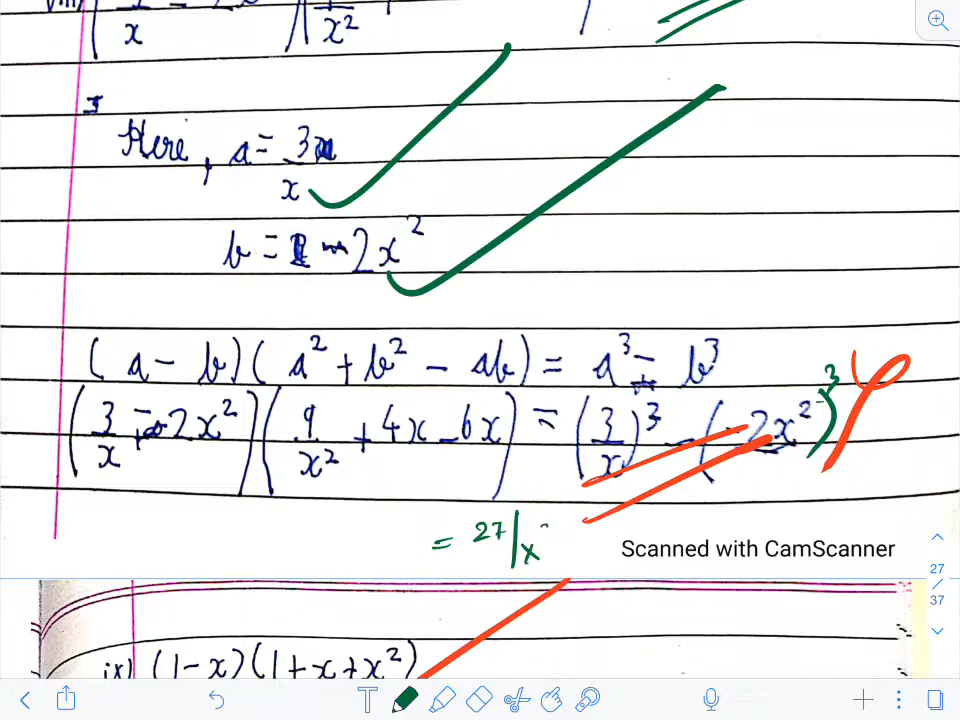 x x²
Here, a = 3/x
b = -2x²
(a - b)(a² + b² - ab) = a³ - b³
(3/x - 2x²)(9/x² + 4x - 6x) = (3/x)³ - (-2x²)³
= 27/x
Scanned with CamScanner
27
37
ix) (1-x)(1+x+x²)
T